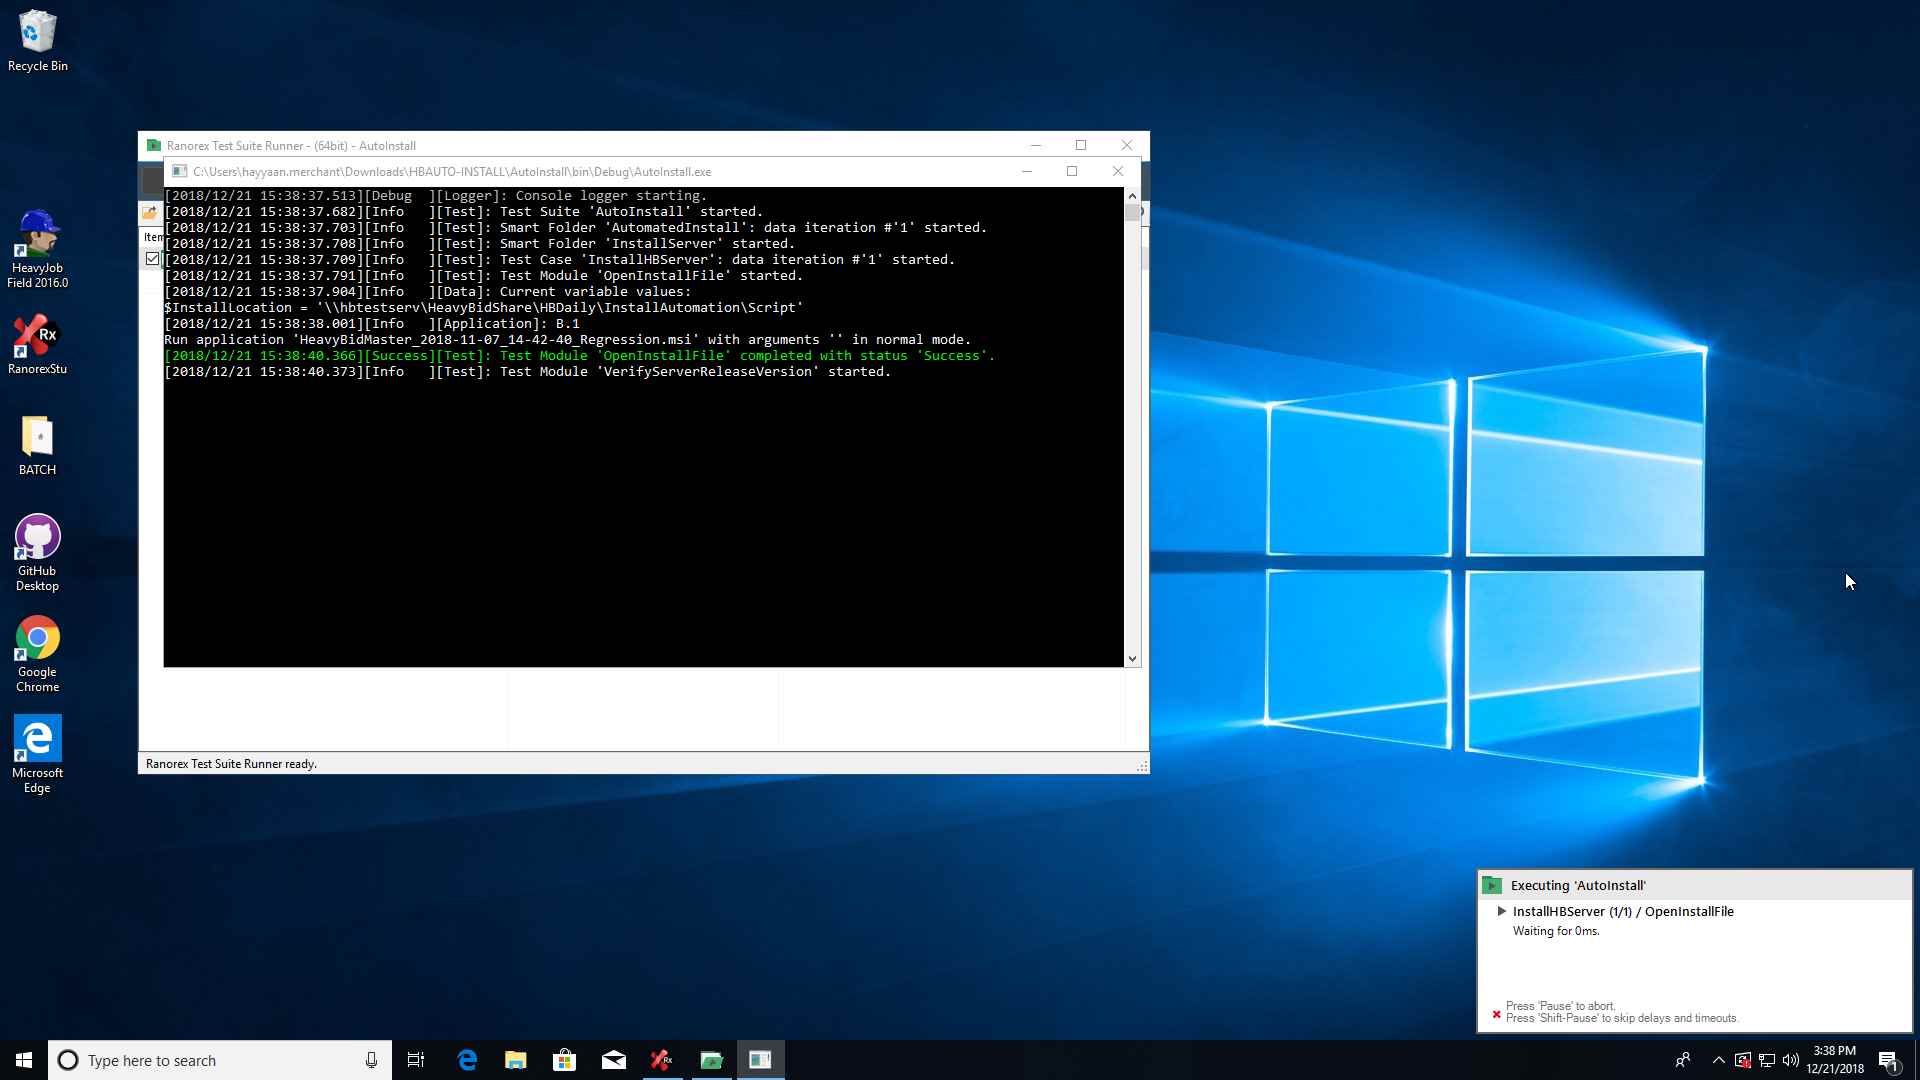 Recycle Bin
HeavyJob
Field 2016.0
Rx
RanorexStu
BATCH
GitHub
Desktop
Google
Chrome
Microsoft
Edge
Ranorex Test Suite Runner - (64bit) - AutoInstall
C:\Users\hayyaan.merchant\Downloads\HBAUTO-INSTALL\AutoInstall\bin\Debug\AutoInstall.exe
Item
[2018/12/21 15:38:37.513][Debug  ][Logger]: Console logger starting.
[2018/12/21 15:38:37.682][Info   ][Test]: Test Suite 'AutoInstall' started.
[2018/12/21 15:38:37.703][Info   ][Test]: Smart Folder 'AutomatedInstall': data iteration #'1' started.
[2018/12/21 15:38:37.708][Info   ][Test]: Smart Folder 'InstallServer' started.
[2018/12/21 15:38:37.709][Info   ][Test]: Test Case 'InstallHBServer': data iteration #'1' started.
[2018/12/21 15:38:37.791][Info   ][Test]: Test Module 'OpenInstallFile' started.
[2018/12/21 15:38:37.904][Info   ][Data]: Current variable values:
$InstallLocation = '\\hbtestserv\HeavyBidShare\HBDaily\InstallAutomation\Script'
[2018/12/21 15:38:38.001][Info   ][Application]: B.1
Run application 'HeavyBidMaster_2018-11-07_14-42-40_Regression.msi' with arguments '' in normal mode.
[2018/12/21 15:38:40.366][Success][Test]: Test Module 'OpenInstallFile' completed with status 'Success'.
[2018/12/21 15:38:40.373][Info   ][Test]: Test Module 'VerifyServerReleaseVersion' started.
Ranorex Test Suite Runner ready.
Executing 'AutoInstall'
InstallHBServer (1/1) / OpenInstallFile
Waiting for 0ms.
Press 'Pause' to abort.
Press 'Shift-Pause' to skip delays and timeouts.
Type here to search
Rx
3:38 PM
12/21/2018
1